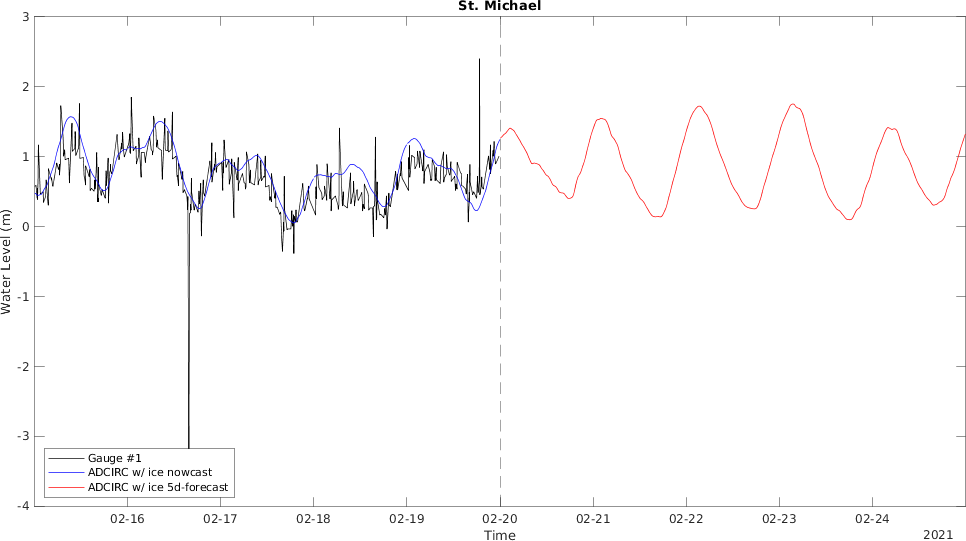 St. Michael
3
2
1
0
-1
-2
-3
-4
Water Level (m)
Gauge #1
ADCIRC w/ ice nowcast
ADCIRC w/ ice 5d-forecast
02-16 02-17 02-18 02-19 02-20 02-21 02-22 02-23 02-24
Time
2021